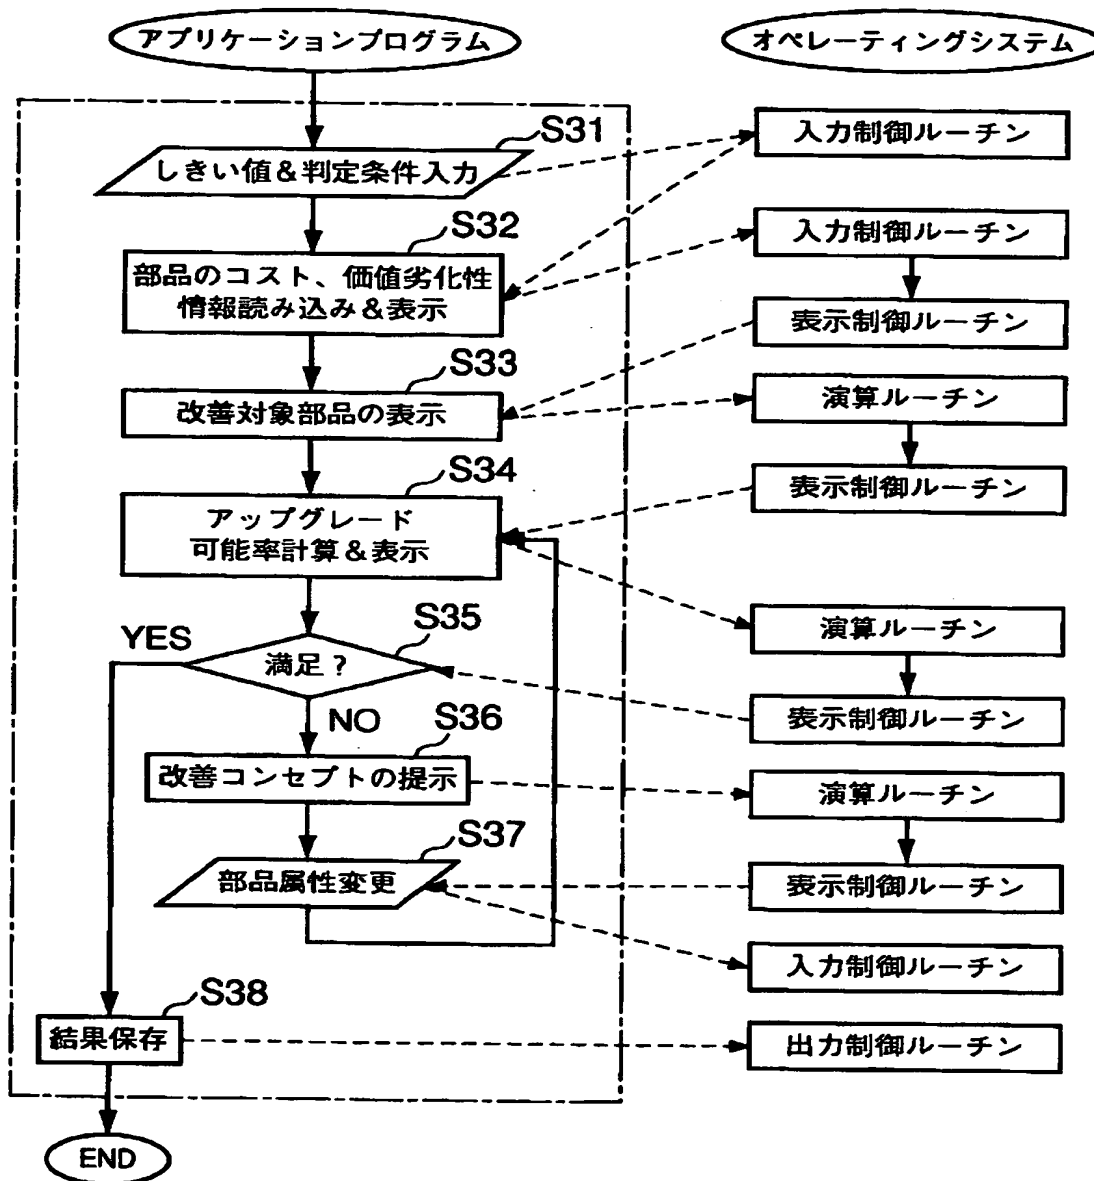 アプリケーションプログラム
オペレーティングシステム
S31
しきい値&判定条件入力
入力制御ルーチン
S32
部品のコスト、価値劣化性
情報読み込み&表示
入力制御ルーチン
表示制御ルーチン
S33
改善対象部品の表示
演算ルーチン
表示制御ルーチン
S34
アップグレード
可能率計算&表示
演算ルーチン
表示制御ルーチン
S35
満足?
YES
NO
S36
改善コンセプトの提示
演算ルーチン
表示制御ルーチン
S37
部品属性変更
入力制御ルーチン
S38
結果保存
出力制御ルーチン
END